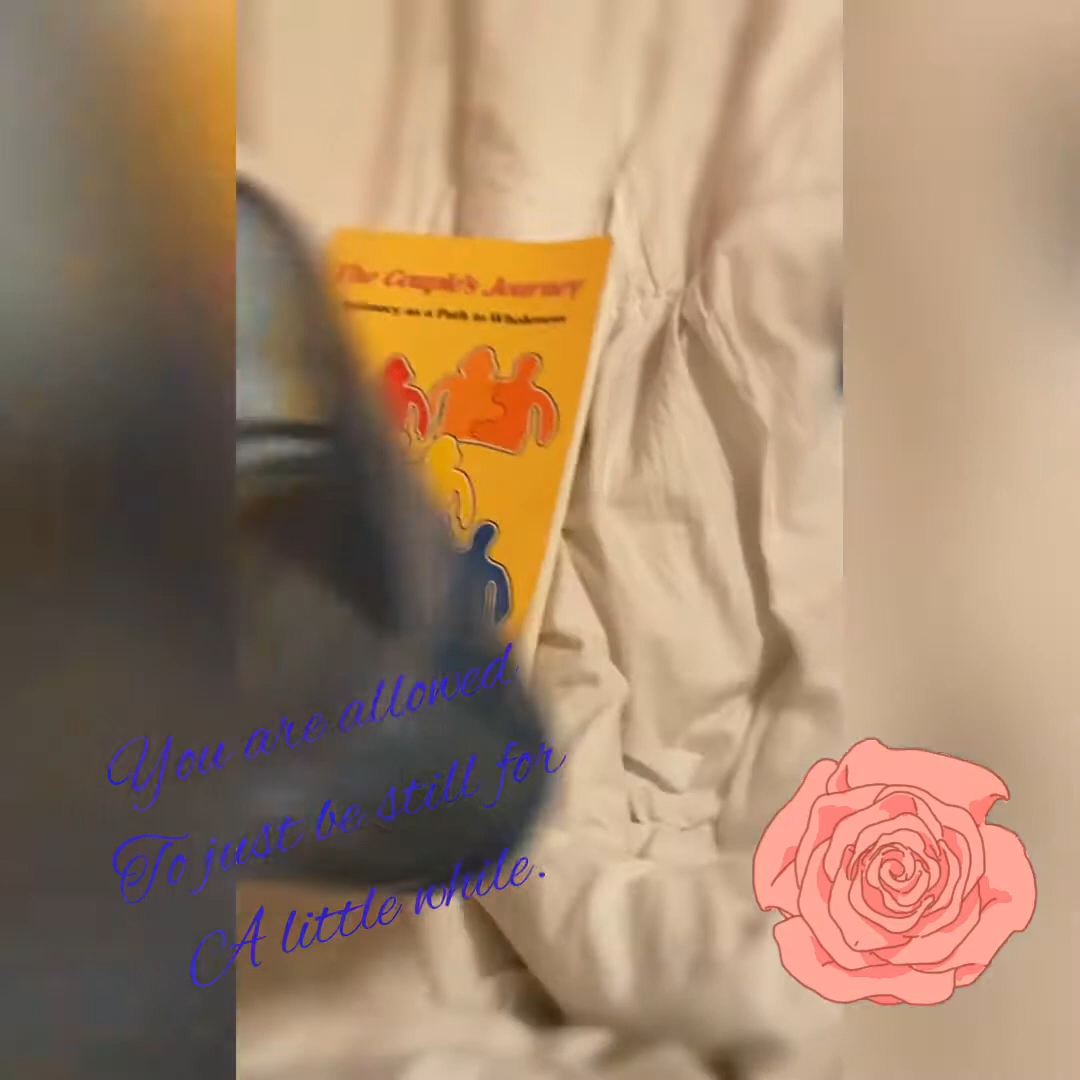 The Couple's Journey
Intimacy as a Path to Wholeness
You are allowed
To just be still for
A little while.